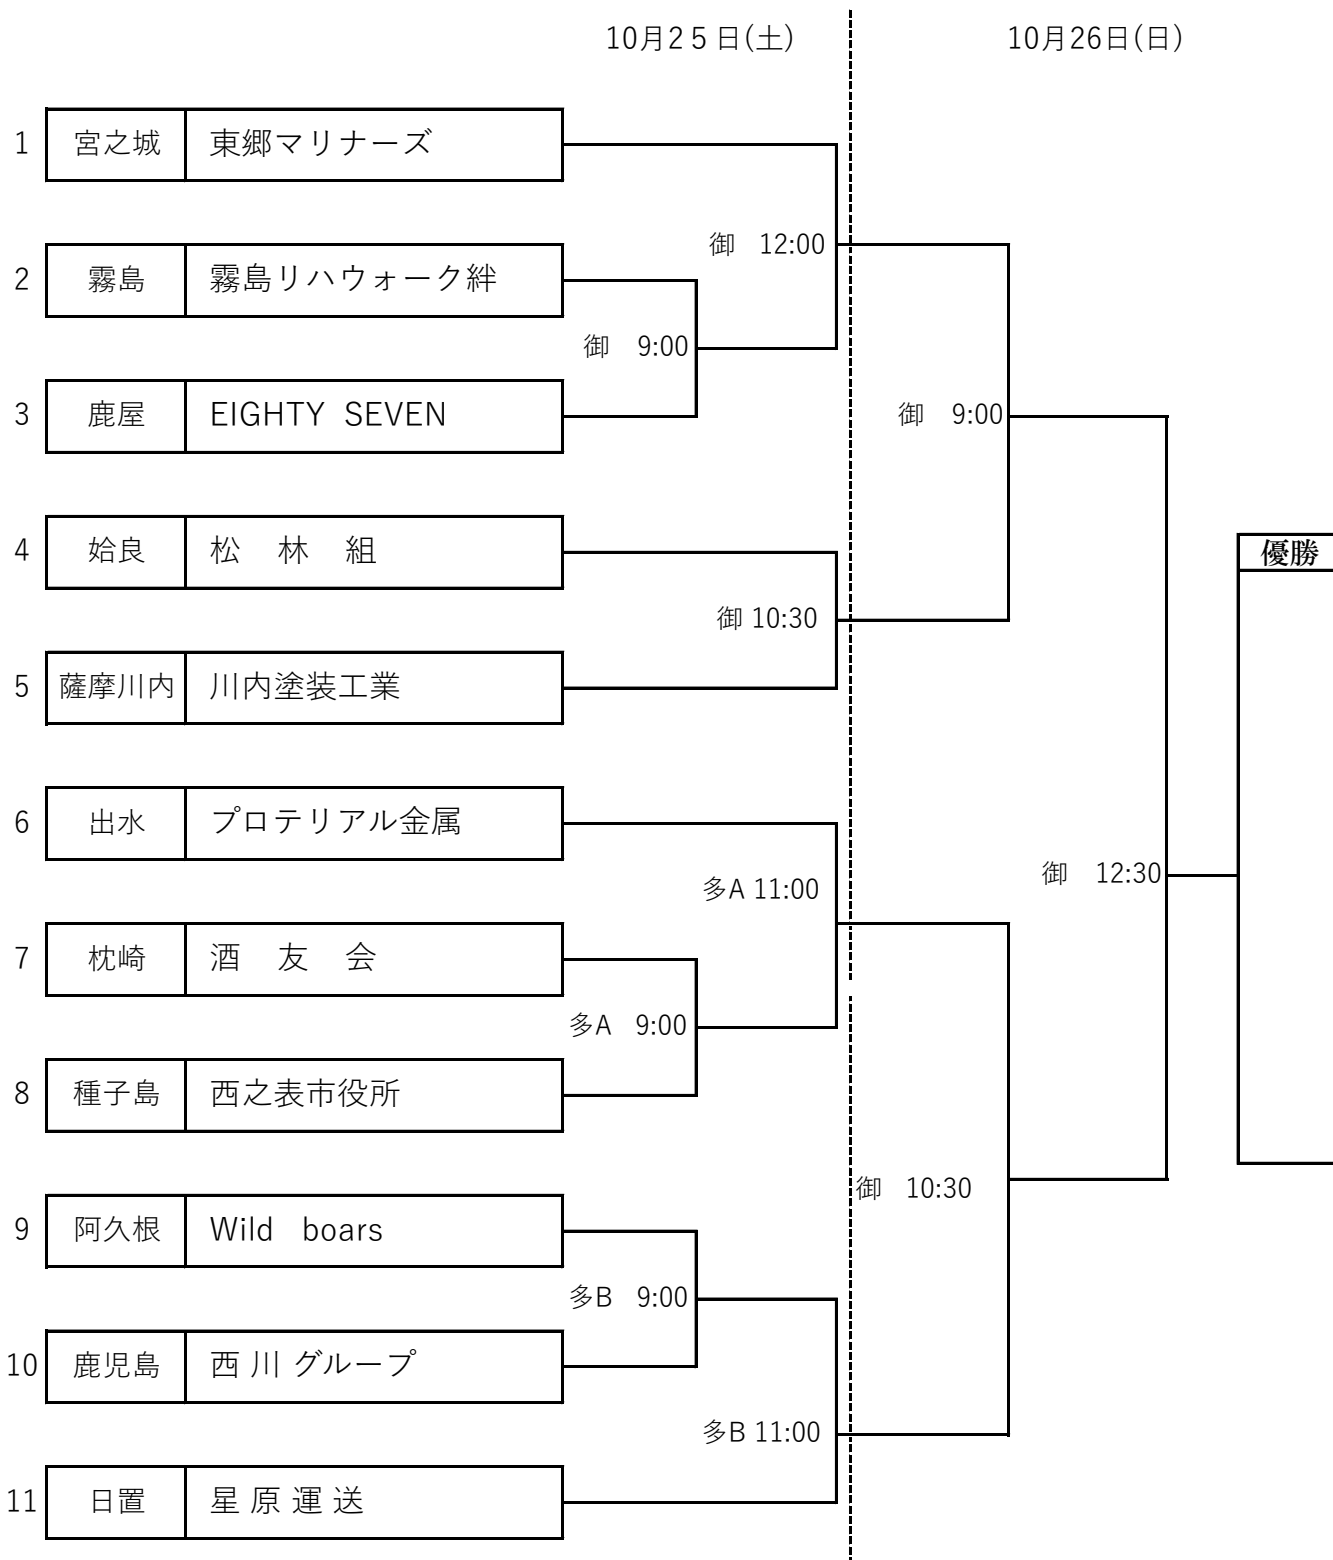 10月２５日(土) 10月26日(日)
1 宮之城 東郷マリナーズ
御 12:00
2 霧島 霧島リハウォーク絆
御 9:00
3 鹿屋 EIGHTY SEVEN
御 9:00
4 姶良 松 林 組
優勝
御 10:30
5 薩摩川内 川内塗装工業
6 出水 プロテリアル金属
御 12:30
多A 11:00
7 枕崎 酒 友 会
多A 9:00
8 種子島 西之表市役所
御 10:30
9 阿久根 Wild boars
多B 9:00
10 鹿児島 西 川 グループ
多B 11:00
11 日置 星 原 運 送